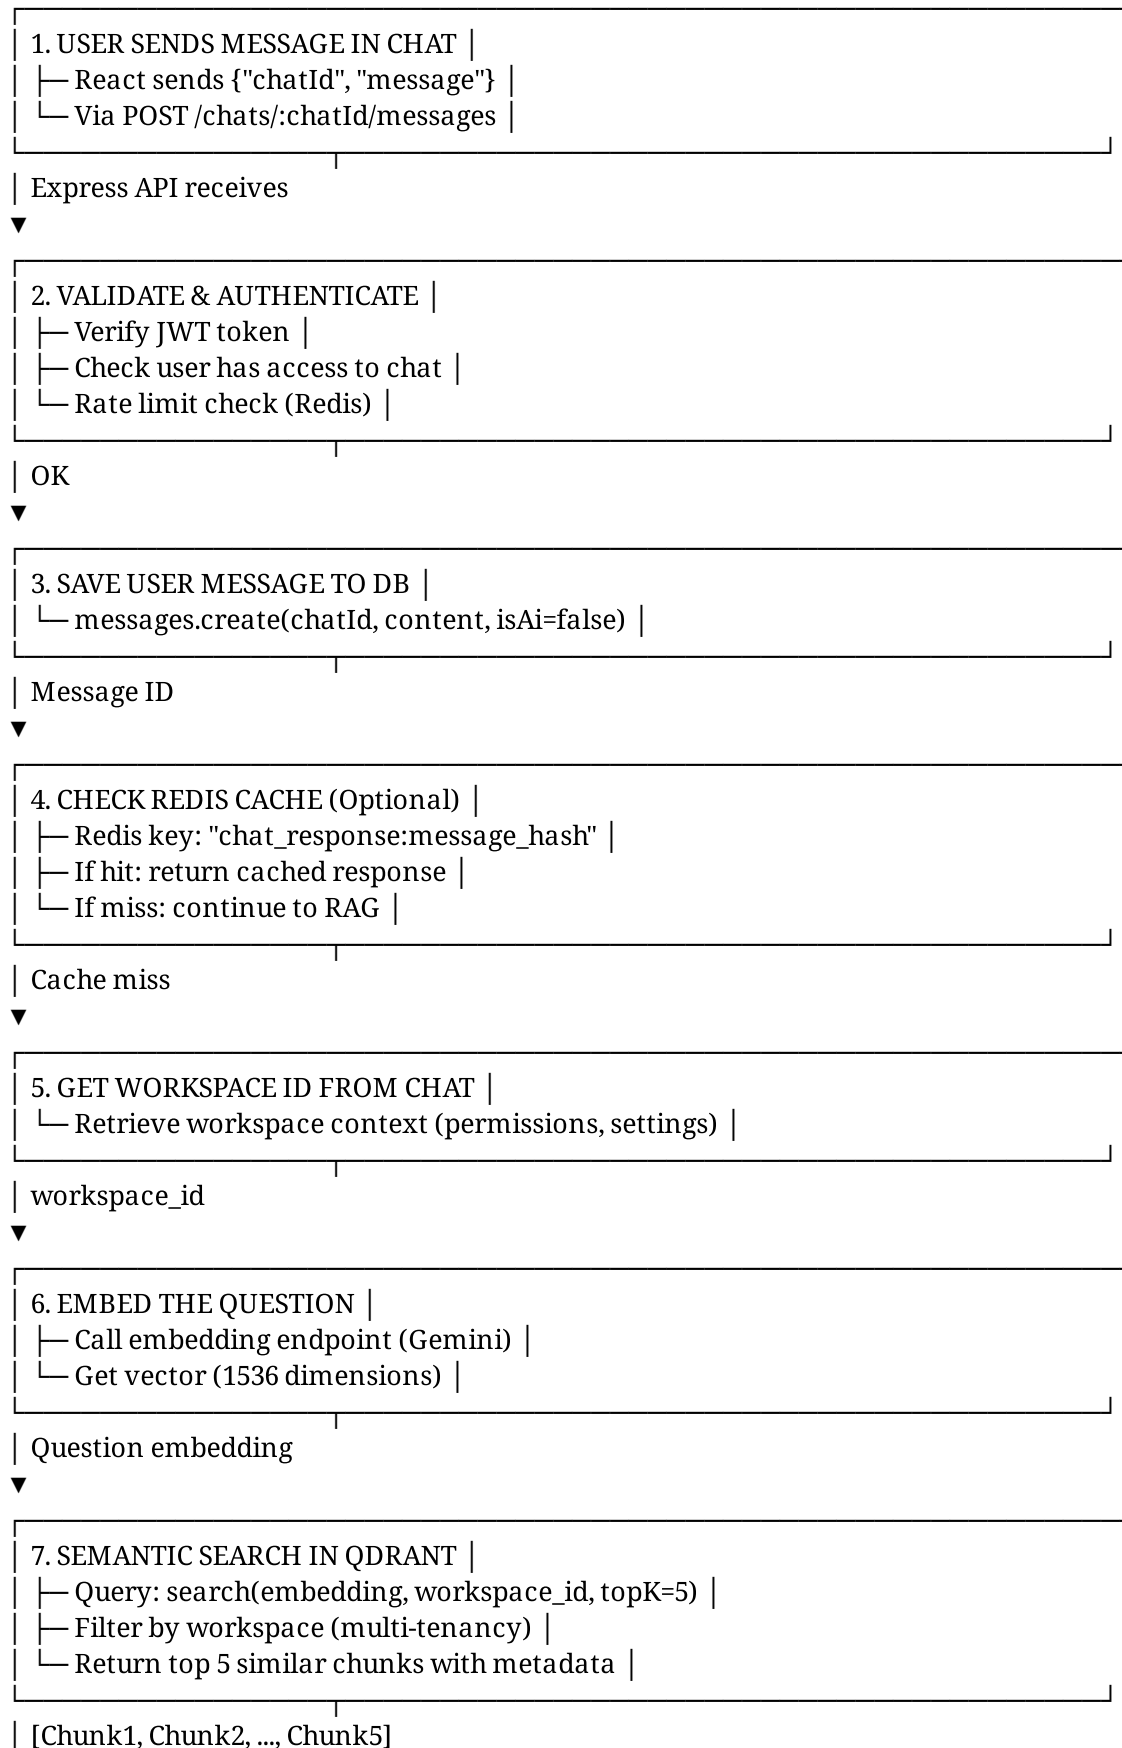 ┌─────────────────────────────────────────────────────────────
│ 1. USER SENDS MESSAGE IN CHAT │
│ ├─ React sends {"chatId", "message"} │
│ └─ Via POST /chats/:chatId/messages │
└─────────────────┬───────────────────────────────────────────┘
│ Express API receives
▼
┌─────────────────────────────────────────────────────────────
│ 2. VALIDATE & AUTHENTICATE │
│ ├─ Verify JWT token │
│ ├─ Check user has access to chat │
│ └─ Rate limit check (Redis) │
└─────────────────┬───────────────────────────────────────────┘
│ OK
▼
┌─────────────────────────────────────────────────────────────
│ 3. SAVE USER MESSAGE TO DB │
│ └─ messages.create(chatId, content, isAi=false) │
└─────────────────┬───────────────────────────────────────────┘
│ Message ID
▼
┌─────────────────────────────────────────────────────────────
│ 4. CHECK REDIS CACHE (Optional) │
│ ├─ Redis key: "chat_response:message_hash" │
│ ├─ If hit: return cached response │
│ └─ If miss: continue to RAG │
└─────────────────┬───────────────────────────────────────────┘
│ Cache miss
▼
┌─────────────────────────────────────────────────────────────
│ 5. GET WORKSPACE ID FROM CHAT │
│ └─ Retrieve workspace context (permissions, settings) │
└─────────────────┬───────────────────────────────────────────┘
│ workspace_id
▼
┌─────────────────────────────────────────────────────────────
│ 6. EMBED THE QUESTION │
│ ├─ Call embedding endpoint (Gemini) │
│ └─ Get vector (1536 dimensions) │
└─────────────────┬───────────────────────────────────────────┘
│ Question embedding
▼
┌─────────────────────────────────────────────────────────────
│ 7. SEMANTIC SEARCH IN QDRANT │
│ ├─ Query: search(embedding, workspace_id, topK=5) │
│ ├─ Filter by workspace (multi-tenancy) │
│ └─ Return top 5 similar chunks with metadata │
└─────────────────┬───────────────────────────────────────────┘
│ [Chunk1, Chunk2, ..., Chunk5]